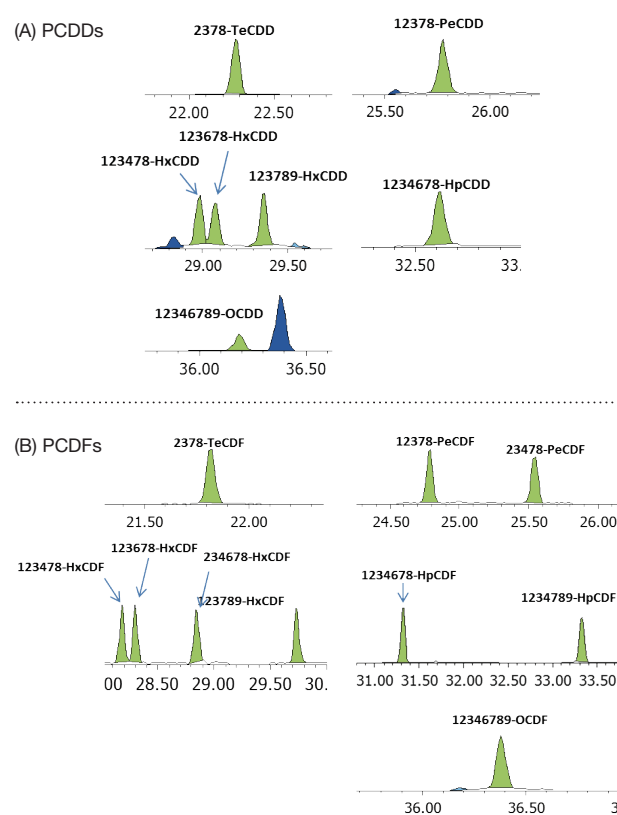 (A) PCDDs
2378-TeCDD
12378-PeCDD
22.00 22.50
25.50 26.00
123678-HxCDD
123478-HxCDD
123789-HxCDD
1234678-HpCDD
29.00 29.50
32.50 33.
12346789-OCDD
36.00 36.50
(B) PCDFs
2378-TeCDF
12378-PeCDF
23478-PeCDF
21.50 22.00
24.50 25.00 25.50 26.00
123678-HxCDF
123478-HxCDF
234678-HxCDF
123789-HxCDF
1234678-HpCDF
1234789-HpCDF
00 28.50 29.00 29.50 30.
31.00 31.50 32.00 32.50 33.00 33.50
12346789-OCDF
36.00 36.50 3